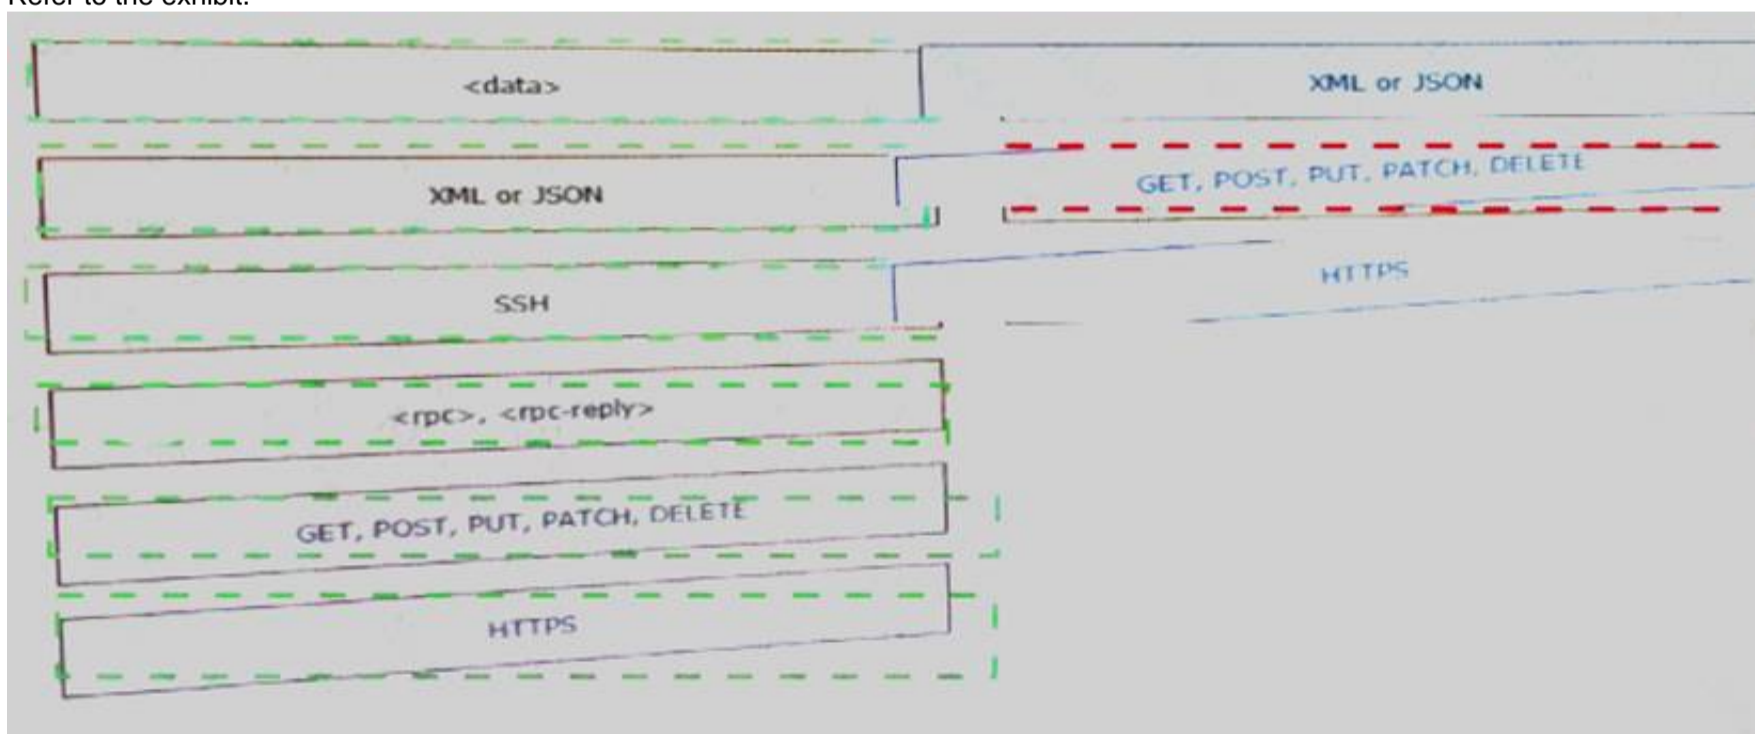 Refer to the exhibit.
<data>
XML or JSON
XML or JSON
GET, POST, PUT, PATCH, DELETE
SSH
HTTPS
<rpc>, <rpc-reply>
GET, POST, PUT, PATCH, DELETE
HTTPS